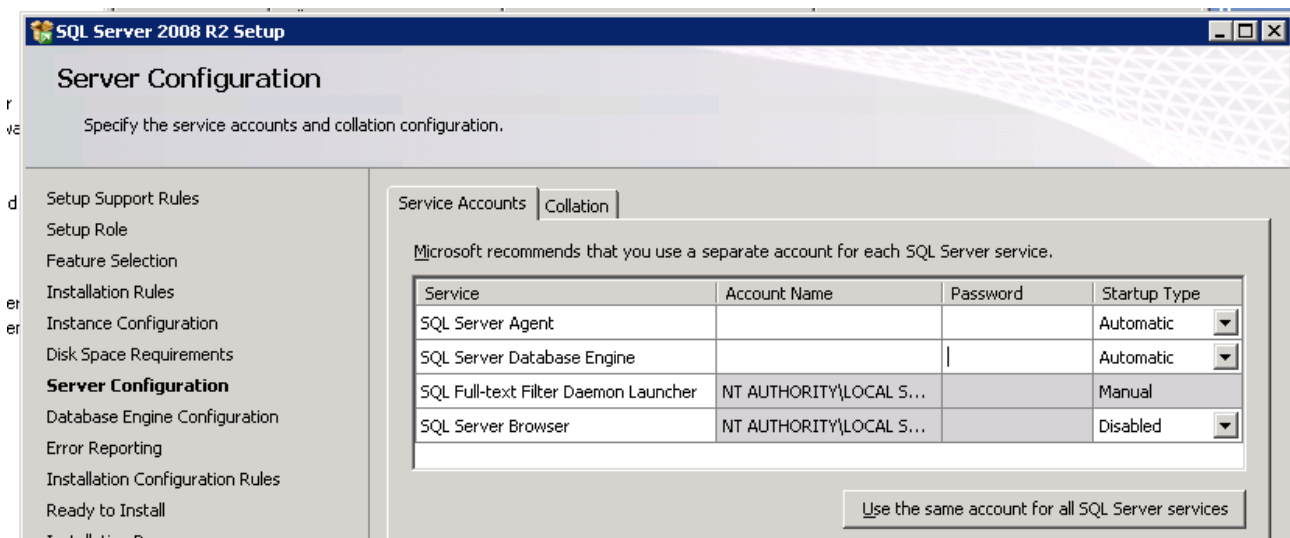 SQL Server 2008 R2 Setup
Server Configuration
Specify the service accounts and collation configuration.
Setup Support Rules
Setup Role
Feature Selection
Installation Rules
Instance Configuration
Disk Space Requirements
Server Configuration
Database Engine Configuration
Error Reporting
Installation Configuration Rules
Ready to Install
Service Accounts
Collation
Microsoft recommends that you use a separate account for each SQL Server service.
Service Account Name Password Startup Type
SQL Server Agent Automatic
SQL Server Database Engine Automatic
SQL Full-text Filter Daemon Launcher NT AUTHORITY\LOCAL S... Manual
SQL Server Browser NT AUTHORITY\LOCAL S... Disabled
Use the same account for all SQL Server services